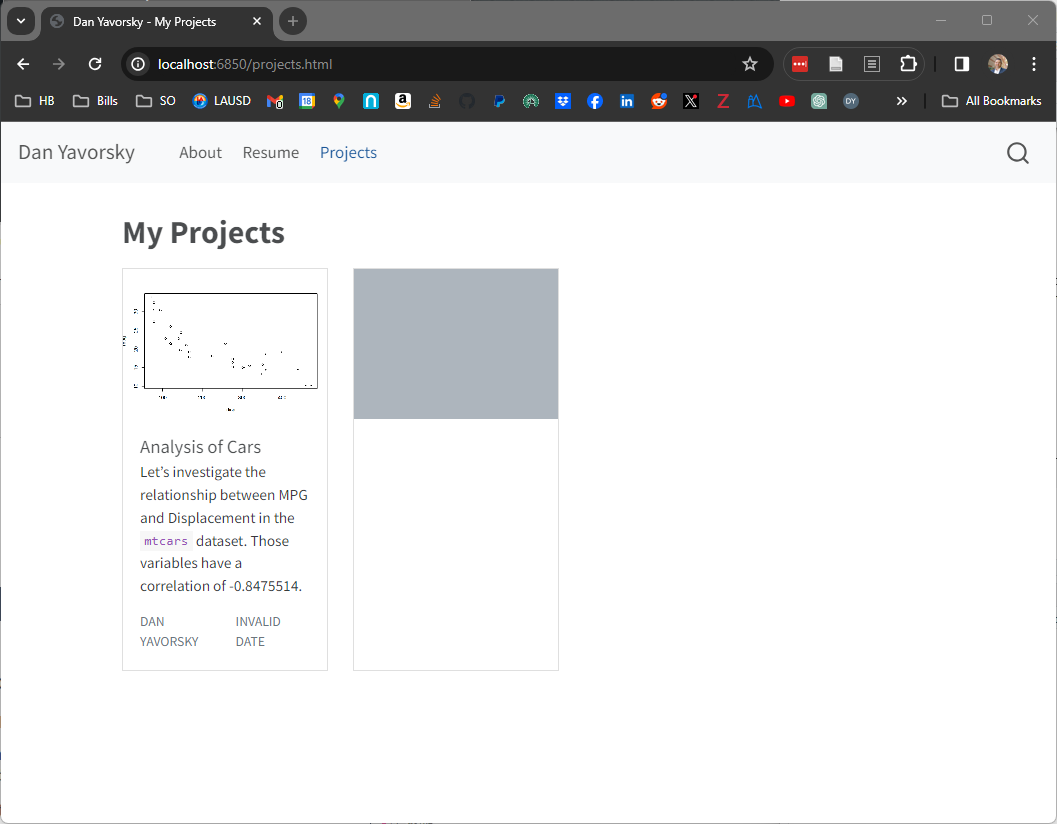 Dan Yavorsky - My Projects
localhost:6850/projects.html
HB Bills SO LAUSD All Bookmarks
Dan Yavorsky About Resume Projects
My Projects
Analysis of Cars
Let’s investigate the
relationship between MPG
and Displacement in the
mtcars dataset. Those
variables have a
correlation of -0.8475514.
DAN INVALID
YAVORSKY DATE